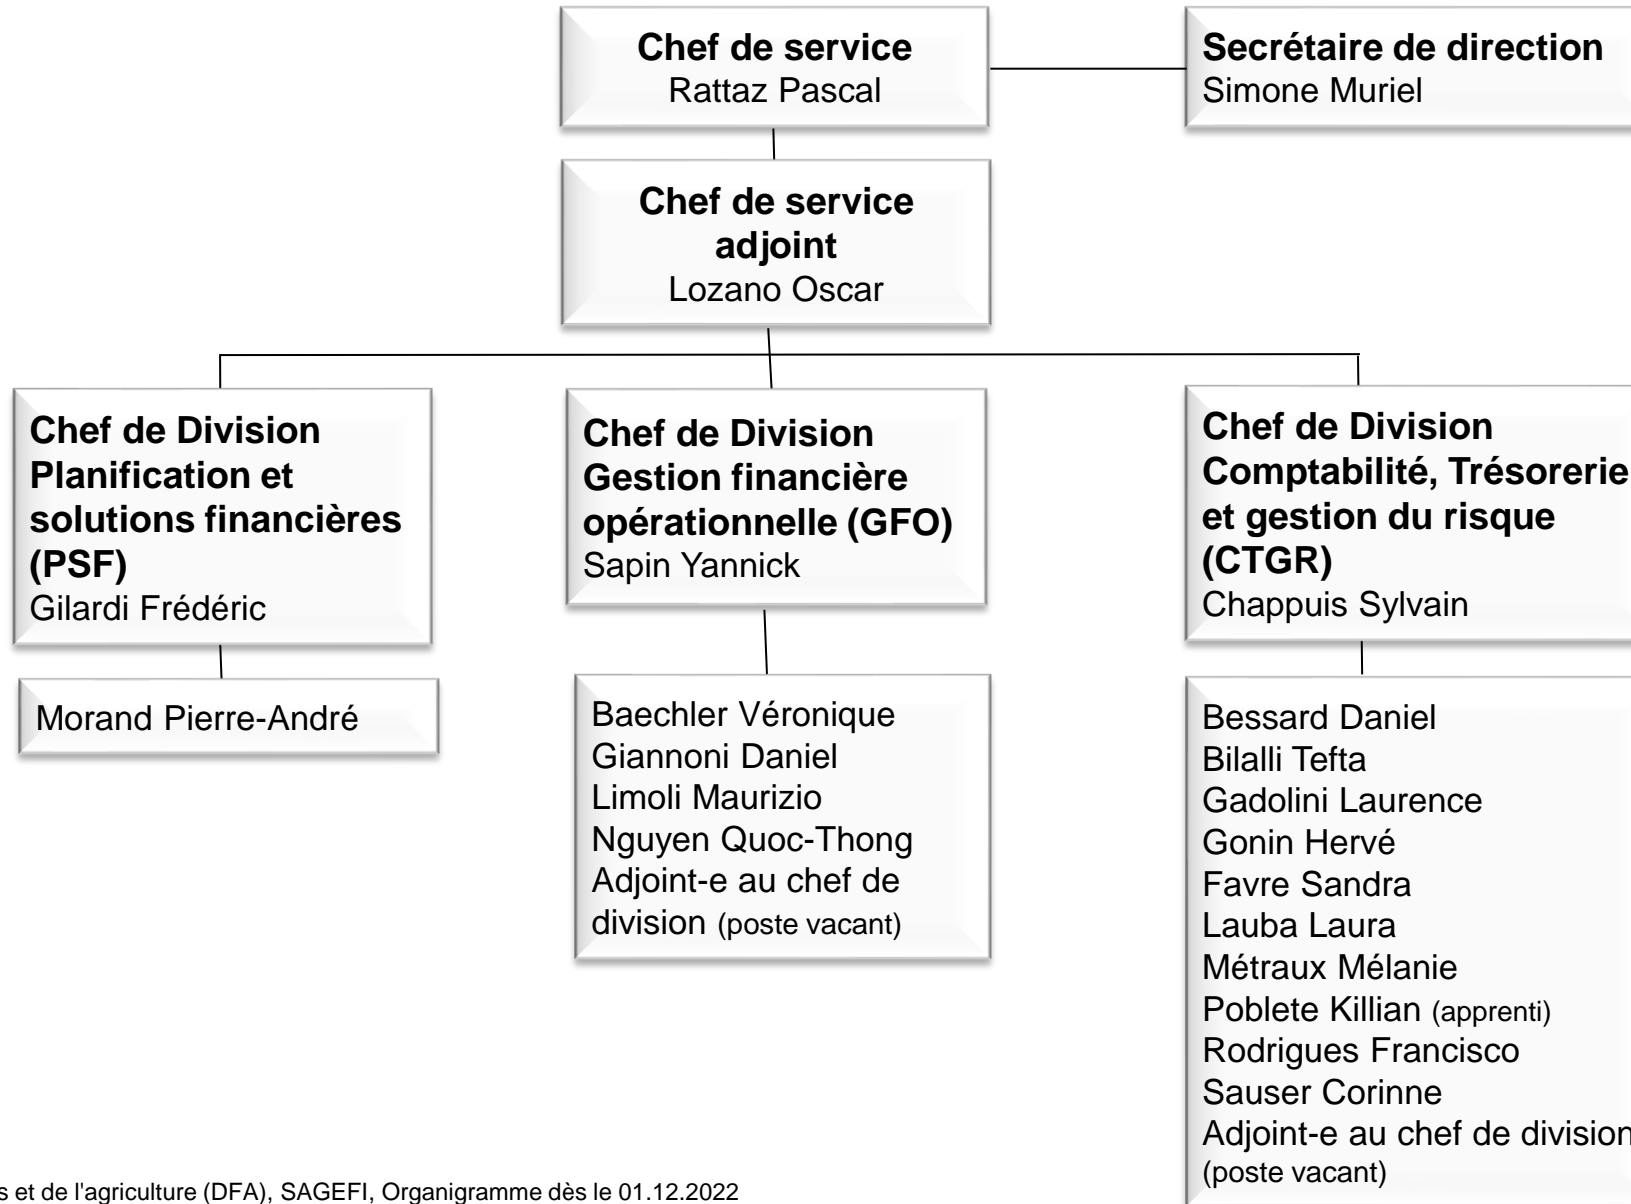 Chef de service
Rattaz Pascal
Secrétaire de direction
Simone Muriel
Chef de service
adjoint
Lozano Oscar
Chef de Division
Planification et
solutions financières
(PSF)
Gilardi Frédéric
Chef de Division
Gestion financière
opérationnelle (GFO)
Sapin Yannick
Chef de Division
Comptabilité, Trésorerie
et gestion du risque
(CTGR)
Chappuis Sylvain
Morand Pierre-André
Baechler Véronique
Giannoni Daniel
Limoli Maurizio
Nguyen Quoc-Thong
Adjoint-e au chef de
division (poste vacant)
Bessard Daniel
Bilalli Tefta
Gadolini Laurence
Gonin Hervé
Favre Sandra
Lauba Laura
Métraux Mélanie
Poblete Killian (apprenti)
Rodrigues Francisco
Sauser Corinne
Adjoint-e au chef de division
(poste vacant)
s et de l'agriculture (DFA), SAGEFI, Organigramme dès le 01.12.2022